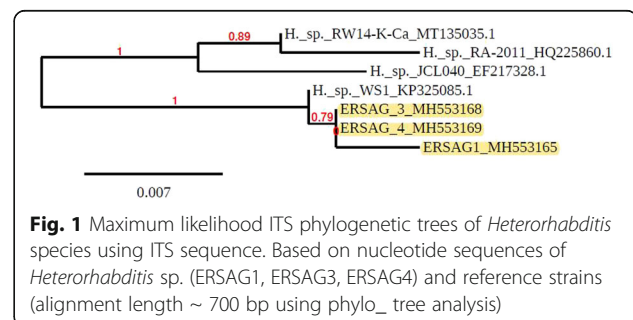 0.89
H._sp._RW14-K-Ca_MT135035.1
1
H._sp._RA-2011_HQ225860.1
H._sp._JCL040_EF217328.1
H._sp._WS1_KP325085.1
1
ERSAG_3_MH553168
0.79
ERSAG_4_MH553169
ERSAG1_MH553165
0.007
Fig. 1 Maximum likelihood ITS phylogenetic trees of Heterorhabditis
species using ITS sequence. Based on nucleotide sequences of
Heterorhabditis sp. (ERSAG1, ERSAG3, ERSAG4) and reference strains
(alignment length ~ 700 bp using phylo_ tree analysis)